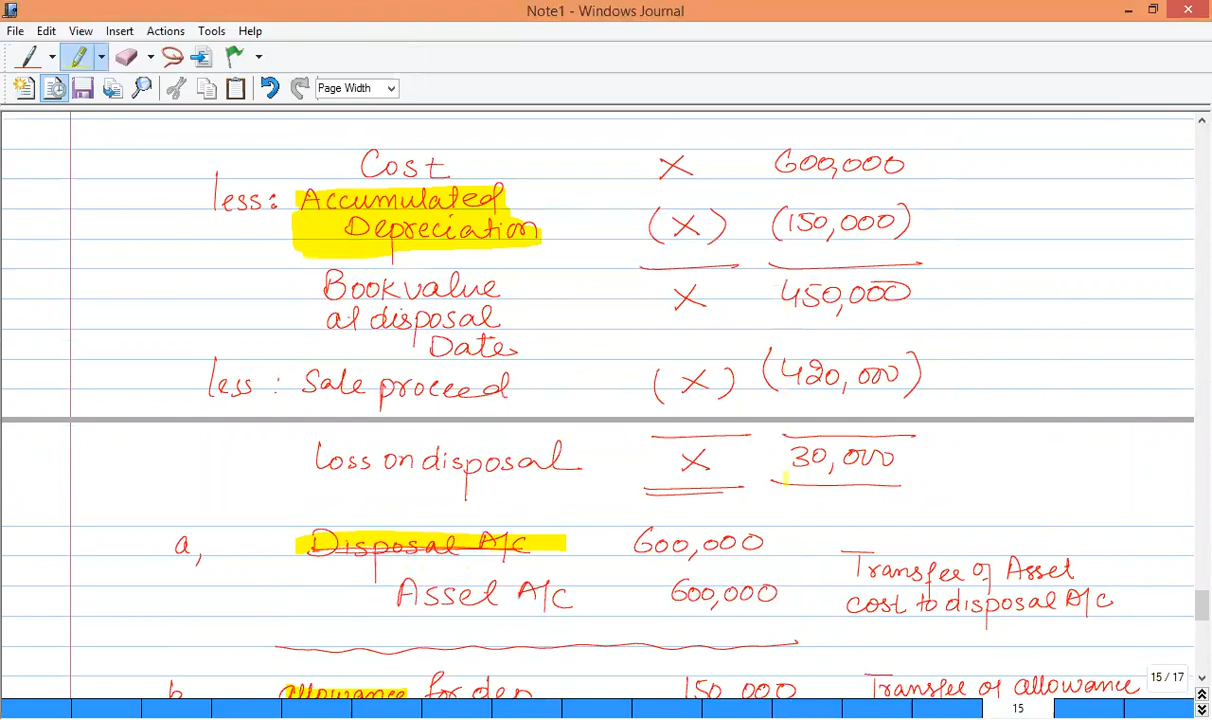 Note1 - Windows Journal
File Edit View Insert Actions Tools Help
Page Width
Cost X 600,000
less: Accumulated
Depreciation (X) (150,000)
Book value X 450,000
at disposal
Date
less: Sale proceed (X) (420,000)
Loss on disposal X 30,000
a, Disposal A/c 600,000
Asset A/C 600,000
Transfer of Asset
cost to disposal A/c
b allowance for dep 150 000 Transfer of allowance
15 / 17
15